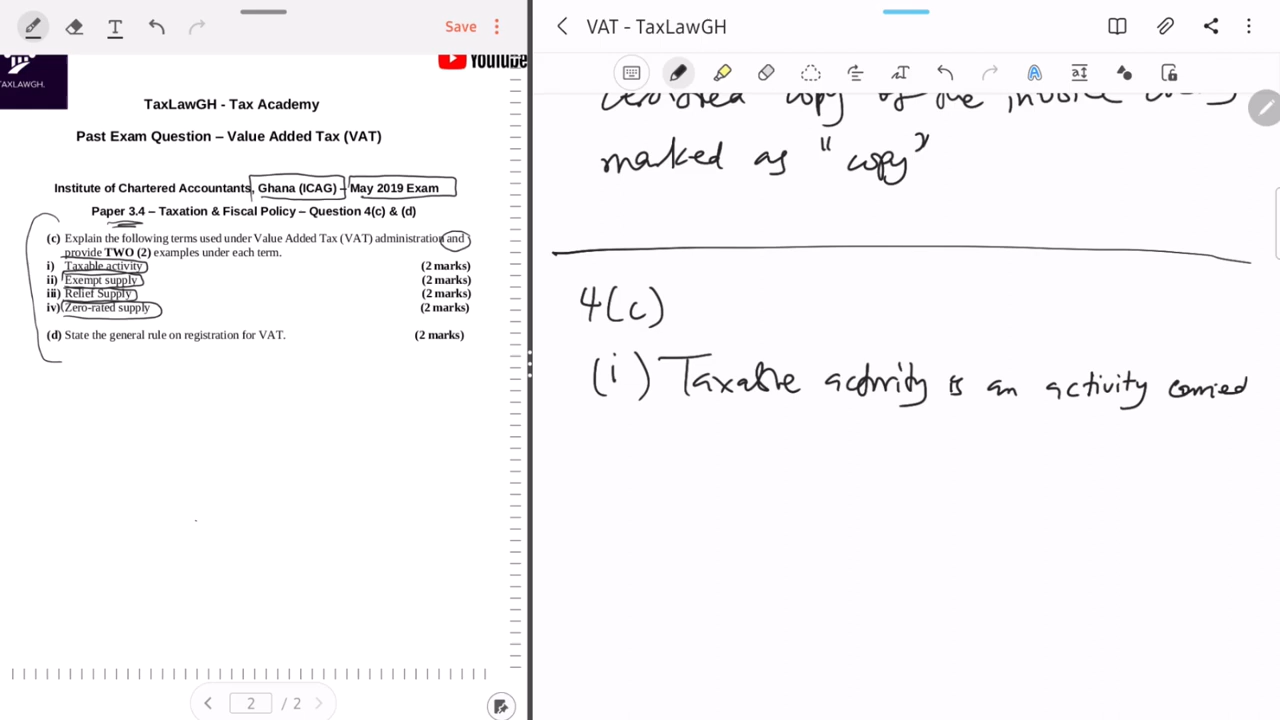 Save
TAXLAWGH.
YouTube
TaxLawGH - Tax Academy
Past Exam Question – Value Added Tax (VAT)
Institute of Chartered Accountants, Ghana (ICAG) – May 2019 Exam
Paper 3.4 – Taxation & Fiscal Policy – Question 4(c) & (d)
(c) Explain the following terms used under Value Added Tax (VAT) administration and
provide TWO (2) examples under each term.
i) Taxable activity (2 marks)
ii) Exempt supply (2 marks)
iii) Relief Supply (2 marks)
iv) Zero-rated supply (2 marks)
(d) State the general rule on registration for VAT. (2 marks)
2 / 2
VAT - TaxLawGH
copy of the invoice
marked as "copy"
4(c)
(i) Taxable activity is an activity carried